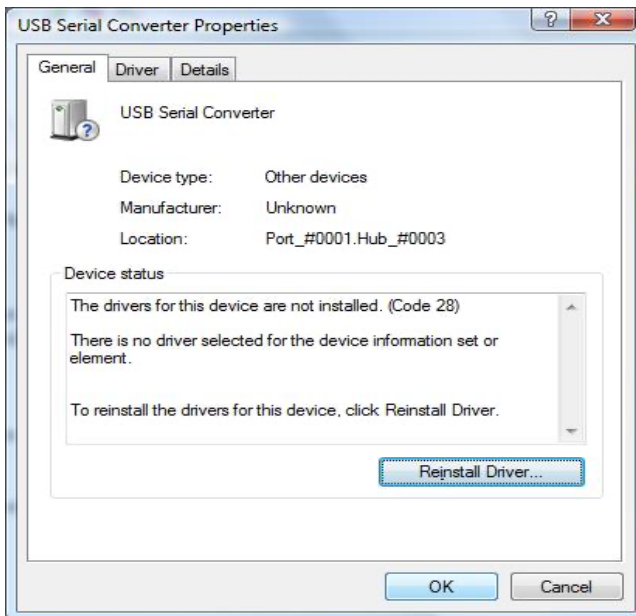 USB Serial Converter Properties
General Driver Details
USB Serial Converter
Device type: Other devices
Manufacturer: Unknown
Location: Port_#0001.Hub_#0003
Device status
The drivers for this device are not installed. (Code 28)
There is no driver selected for the device information set or
element.
To reinstall the drivers for this device, click Reinstall Driver.
Reinstall Driver...
OK Cancel